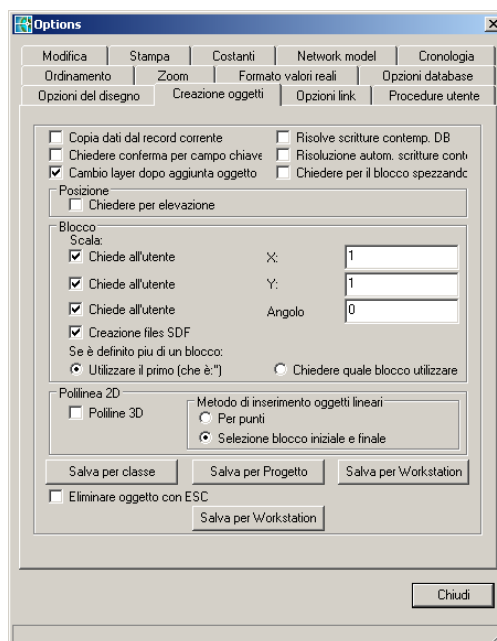 Options
Modifica Stampa Costanti Network model Cronologia
Ordinamento Zoom Formato valori reali Opzioni database
Opzioni del disegno Creazione oggetti Opzioni link Procedure utente
Copia dati dal record corrente Risolve scritture contemp. DB
Chiedere conferma per campo chiave Risoluzione autom. scritture cont
Cambio layer dopo aggiunta oggetto Chiedere per il blocco spezzando
Posizione
Chiedere per elevazione
Blocco
Scala:
Chiede all'utente X: 1
Chiede all'utente Y: 1
Chiede all'utente Angolo 0
Creazione files SDF
Se è definito piu di un blocco:
Utilizzare il primo (che è:'') Chiedere quale blocco utilizzare
Polilinea 2D
Poliline 3D
Metodo di inserimento oggetti lineari
Per punti
Selezione blocco iniziale e finale
Salva per classe Salva per Progetto Salva per Workstation
Eliminare oggetto con ESC
Salva per Workstation
Chiudi